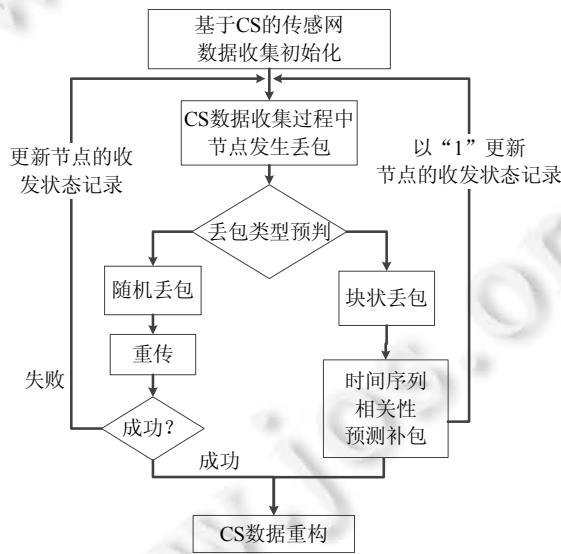 基于CS的传感网
数据收集初始化
CS数据收集过程中
节点发生丢包
更新节点的收
发状态记录
以“1”更新
节点的收发状态记录
丢包类型预判
随机丢包
块状丢包
重传
时间序列
相关性
预测补包
失败
成功？
成功
CS数据重构